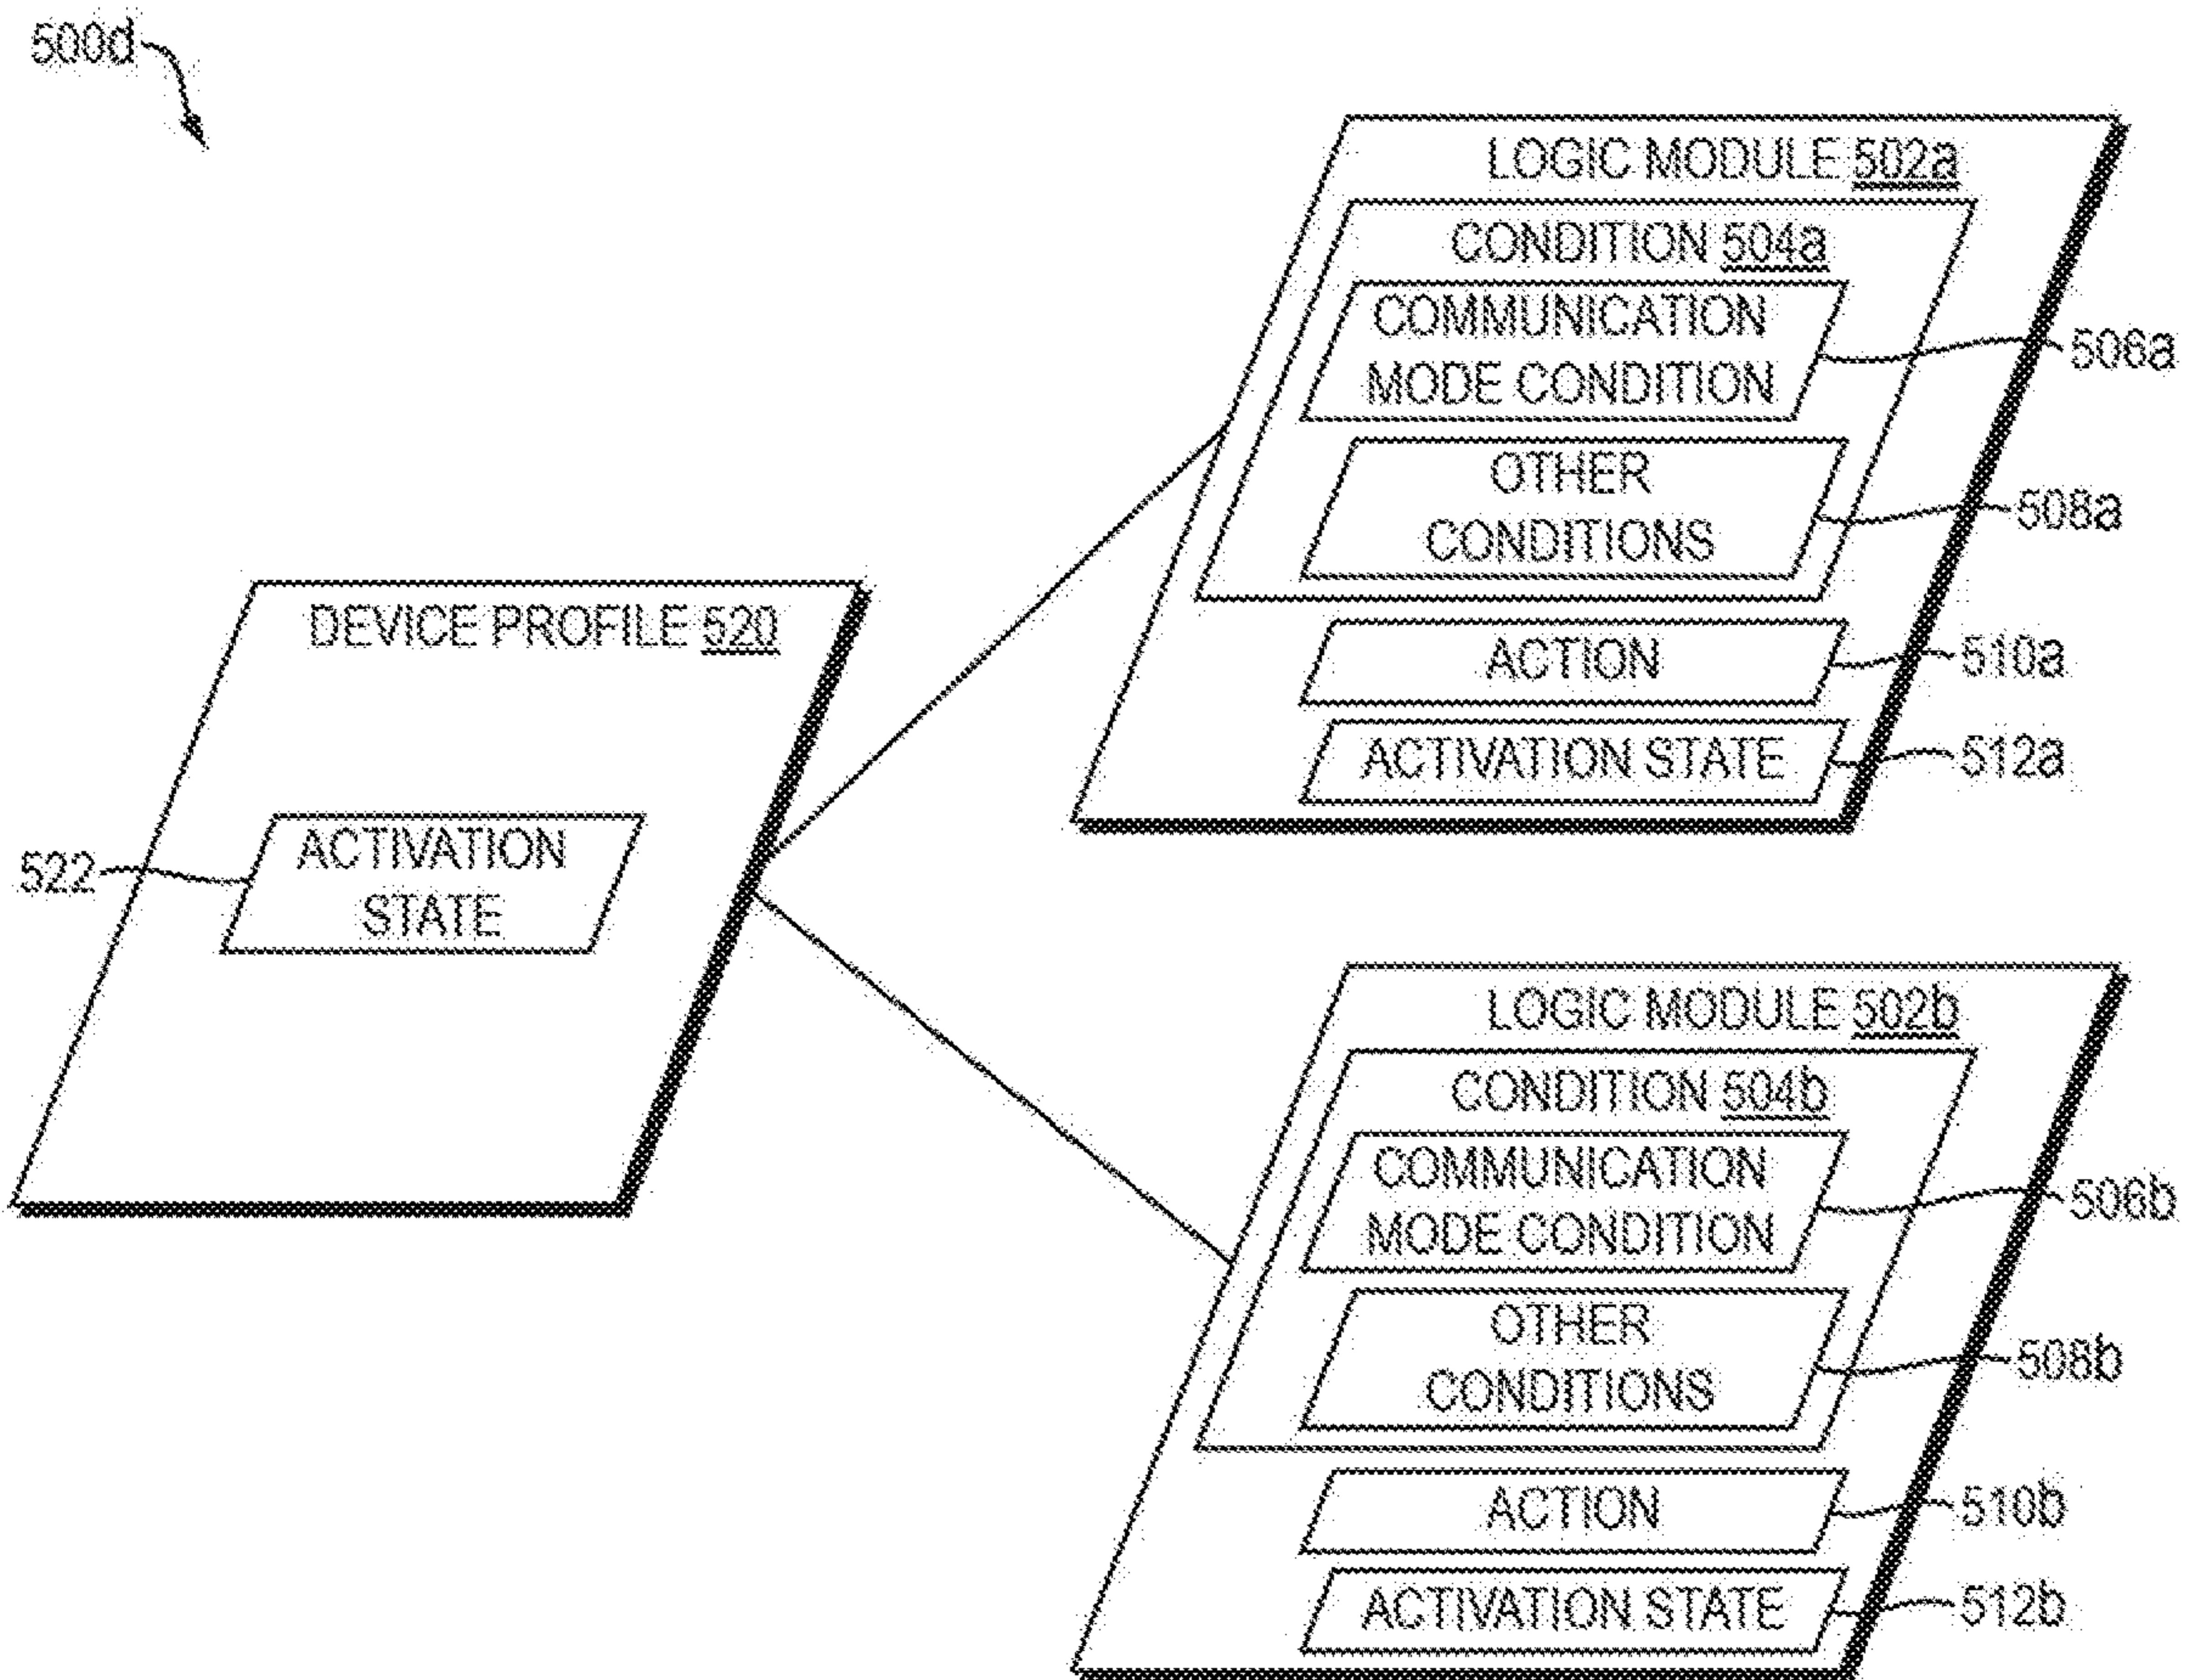 500d
LOGIC MODULE 502a
CONDITION 504a
COMMUNICATION
MODE CONDITION
506a
OTHER
CONDITIONS
508a
ACTION
510a
ACTIVATION STATE
512a
DEVICE PROFILE 520
ACTIVATION
STATE
522
LOGIC MODULE 502b
CONDITION 504b
COMMUNICATION
MODE CONDITION
506b
OTHER
CONDITIONS
508b
ACTION
510b
ACTIVATION STATE
512b